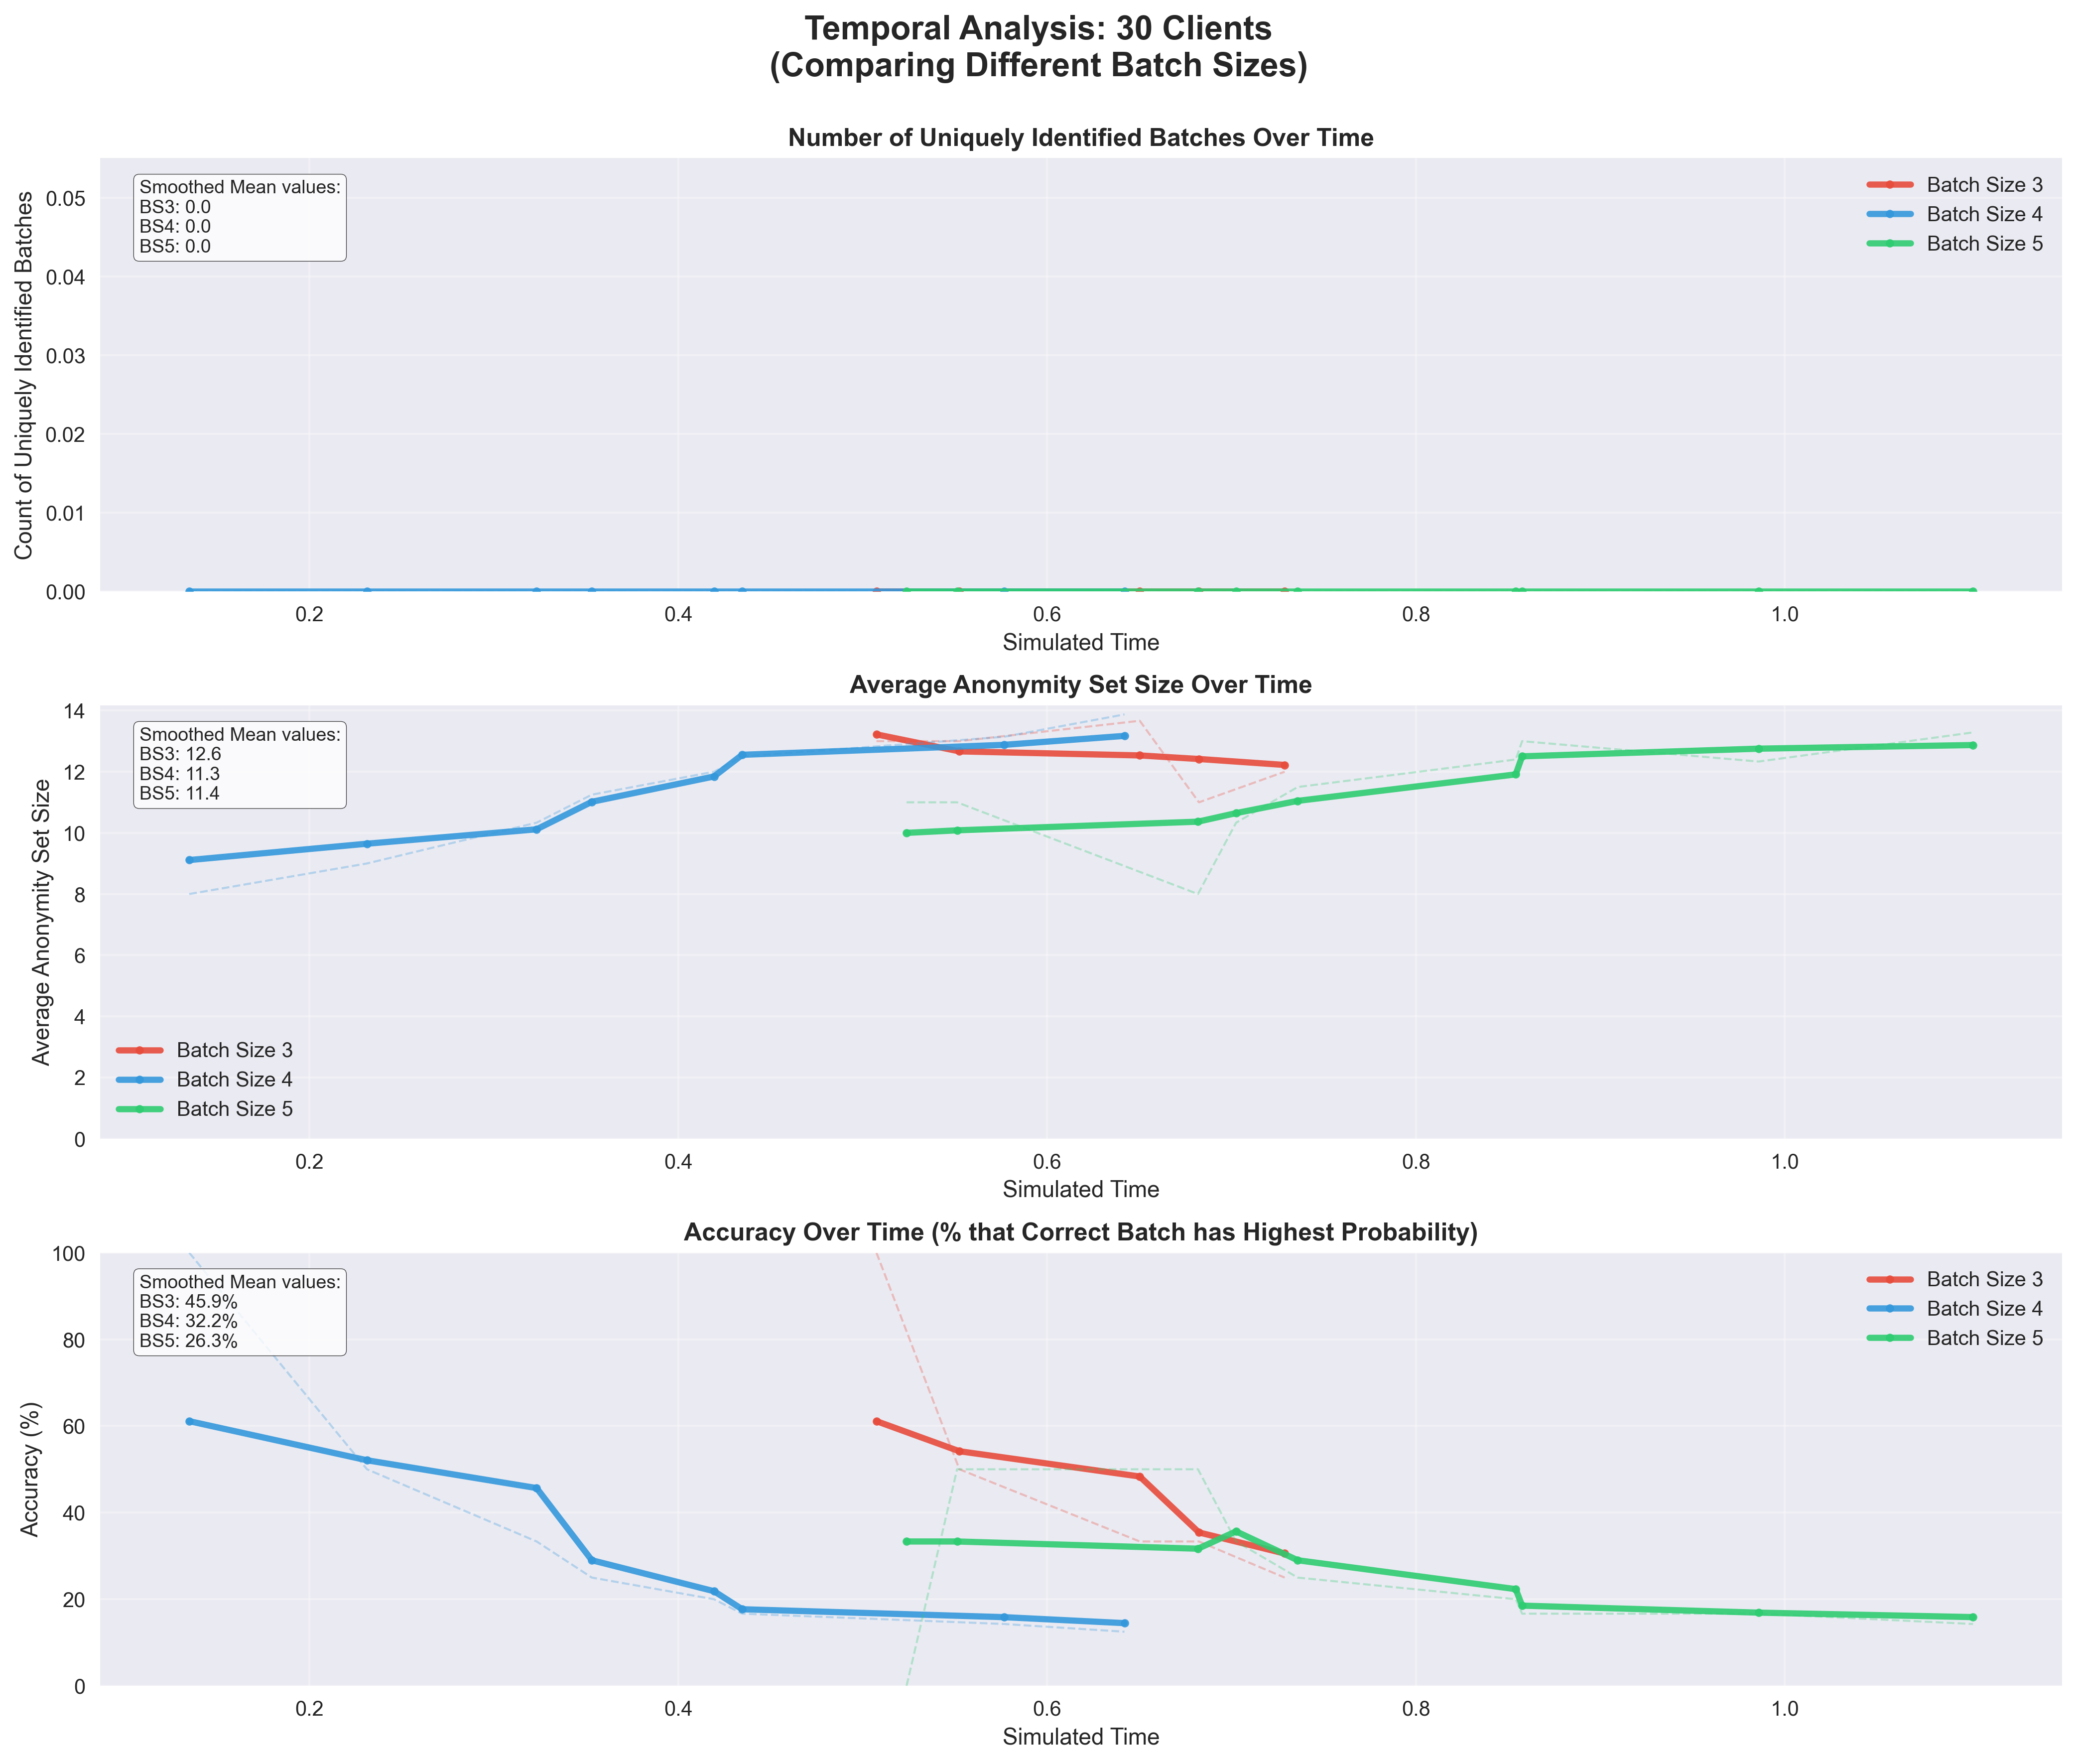 Temporal Analysis: 30 Clients
(Comparing Different Batch Sizes)
Number of Uniquely Identified Batches Over Time
Count of Uniquely Identified Batches
0.05
0.04
0.03
0.02
0.01
0.00
Smoothed Mean values:
BS3: 0.0
BS4: 0.0
BS5: 0.0
Batch Size 3
Batch Size 4
Batch Size 5
0.2 0.4 0.6 0.8 1.0
Simulated Time
Average Anonymity Set Size Over Time
Average Anonymity Set Size
14
12
10
8
6
4
2
0
Smoothed Mean values:
BS3: 12.6
BS4: 11.3
BS5: 11.4
Batch Size 3
Batch Size 4
Batch Size 5
0.2 0.4 0.6 0.8 1.0
Simulated Time
Accuracy Over Time (% that Correct Batch has Highest Probability)
Accuracy (%)
100
80
60
40
20
0
Smoothed Mean values:
BS3: 45.9%
BS4: 32.2%
BS5: 26.3%
Batch Size 3
Batch Size 4
Batch Size 5
0.2 0.4 0.6 0.8 1.0
Simulated Time